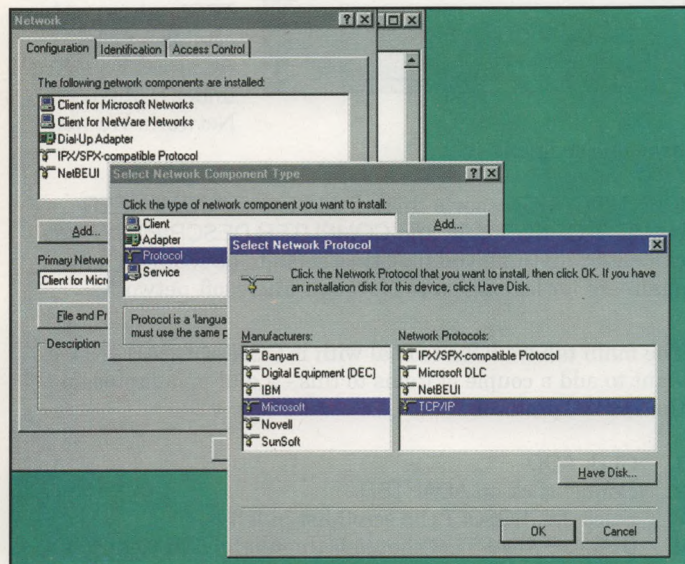 Network
Configuration
Identification
Access Control
The following network components are installed:
Client for Microsoft Networks
Client for NetWare Networks
Dial-Up Adapter
IPX/SPX-compatible Protocol
NetBEUI
Add...
Primary Networ
Client for Micro
File and Pr
Description
Select Network Component Type
Click the type of network component you want to install:
Client
Adapter
Protocol
Service
Add...
Protocol is a 'langua
must use the same p
Select Network Protocol
Click the Network Protocol that you want to install, then click OK. If you have
an installation disk for this device, click Have Disk.
Manufacturers:
Banyan
Digital Equipment (DEC)
IBM
Microsoft
Novell
SunSoft
Network Protocols:
IPX/SPX-compatible Protocol
Microsoft DLC
NetBEUI
TCP/IP
Have Disk...
OK
Cancel